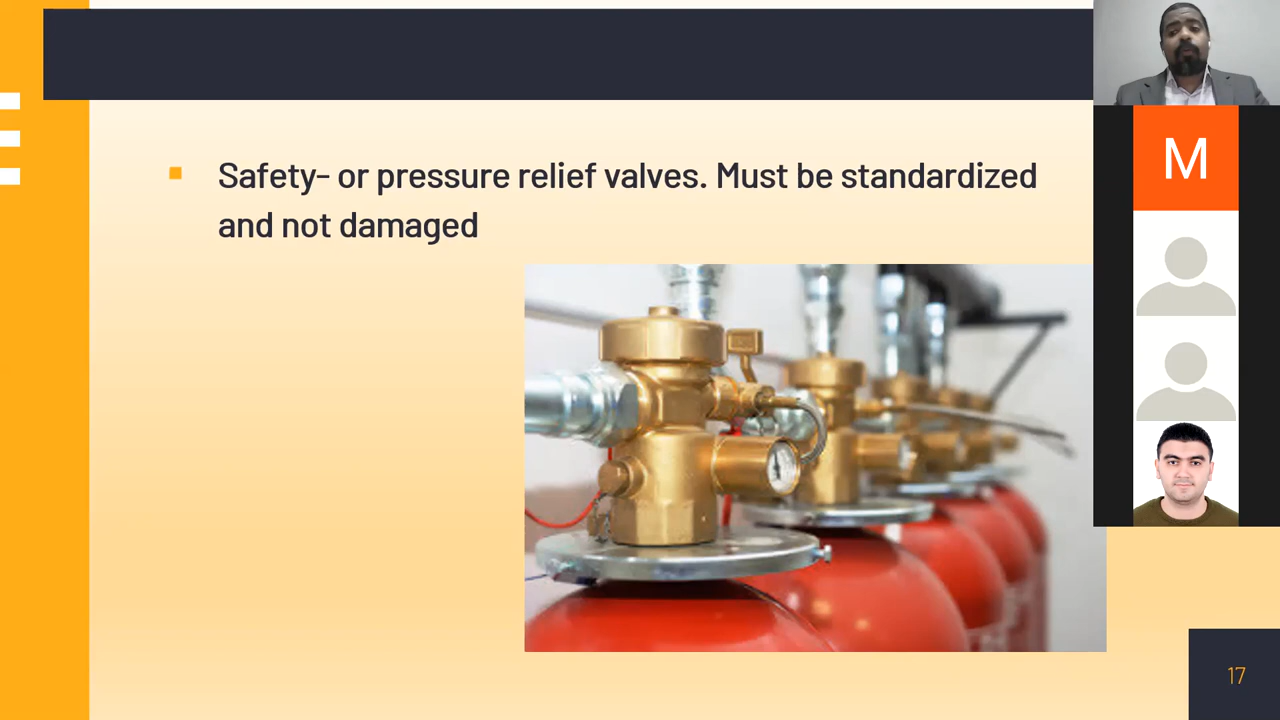 Safety- or pressure relief valves. Must be standardized
and not damaged
M
17